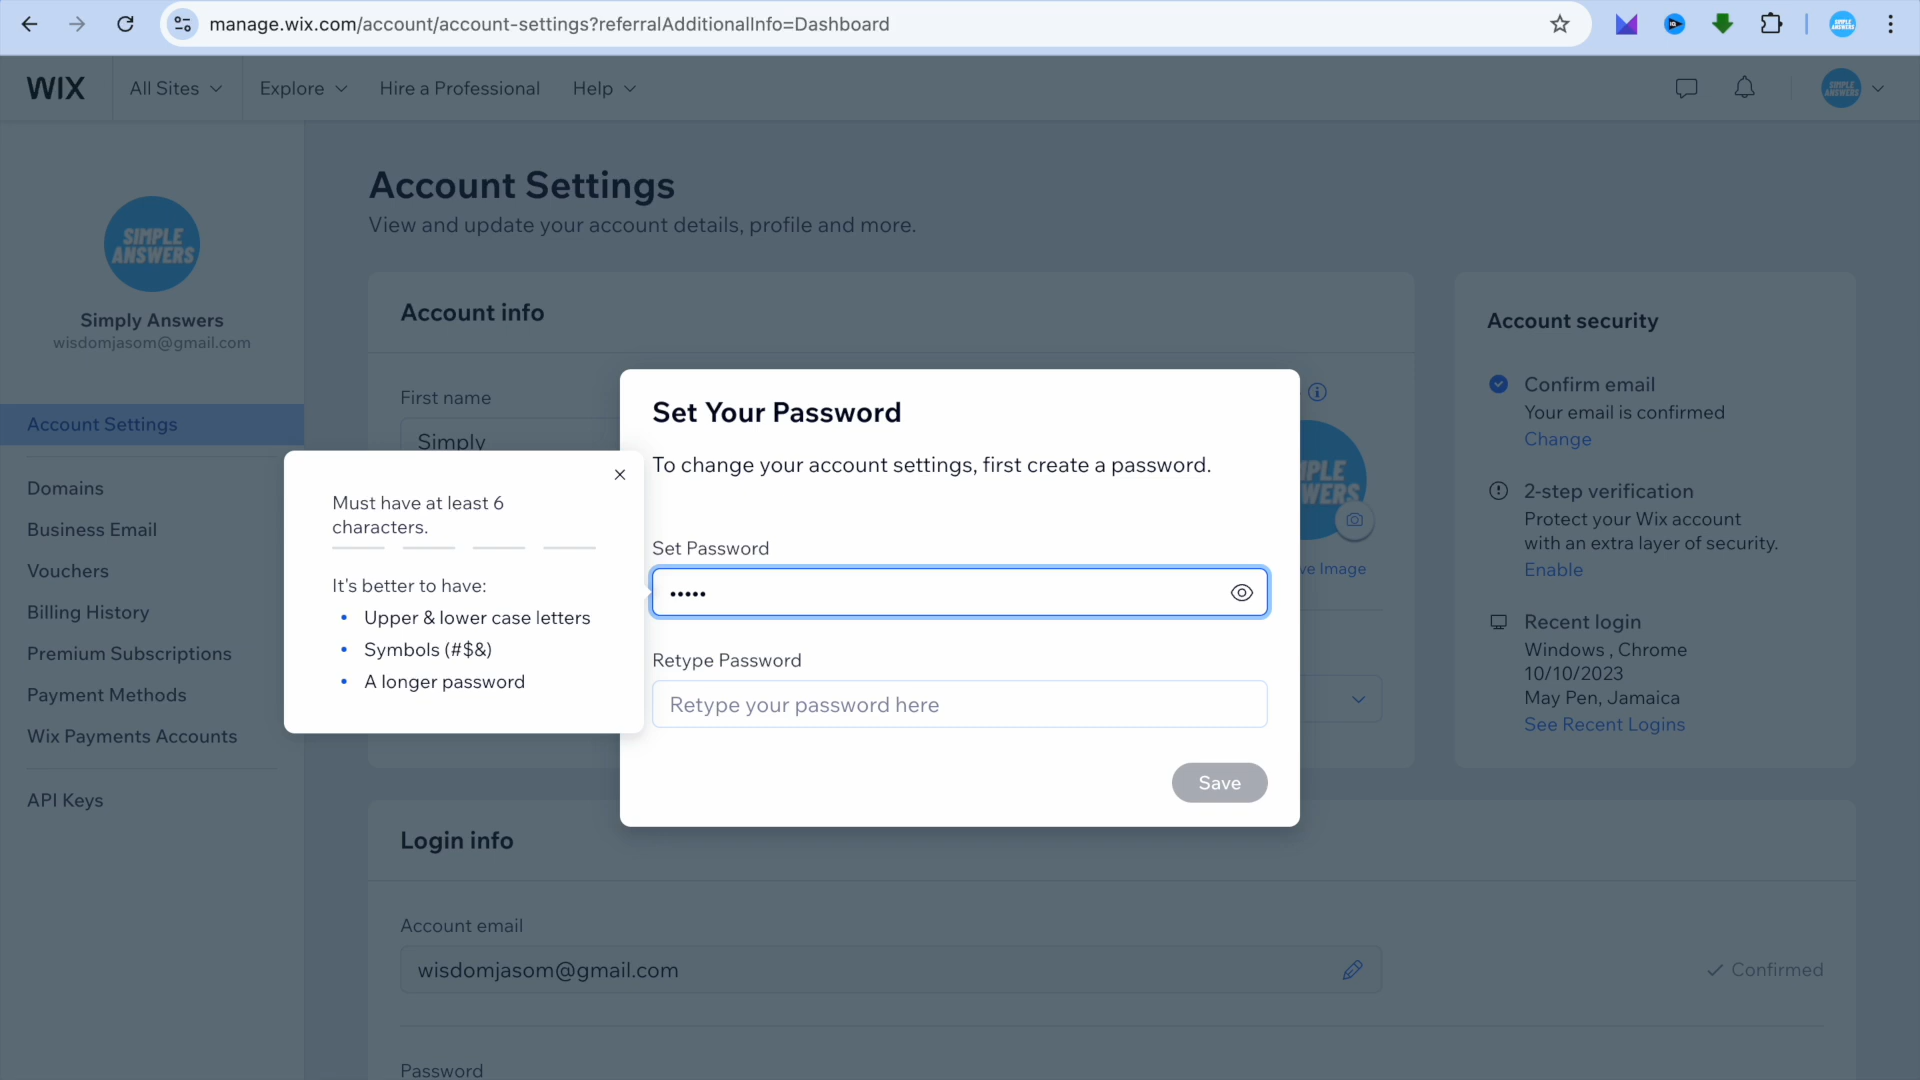 manage.wix.com/account/account-settings?referralAdditionalInfo=Dashboard
WIX
All Sites
Explore
Hire a Professional
Help
SIMPLE
ANSWERS
Simply Answers
wisdomjasom@gmail.com
Account Settings
Domains
Business Email
Vouchers
Billing History
Premium Subscriptions
Payment Methods
Wix Payments Accounts
API Keys
Account Settings
View and update your account details, profile and more.
Account info
First name
Simply
Must have at least 6
characters.
It's better to have:
• Upper & lower case letters
• Symbols (#$&)
• A longer password
Set Your Password
To change your account settings, first create a password.
Set Password
•••••
Retype Password
Retype your password here
Save
IPLE
WERS
ve Image
Account security
Confirm email
Your email is confirmed
Change
2-step verification
Protect your Wix account
with an extra layer of security.
Enable
Recent login
Windows , Chrome
10/10/2023
May Pen, Jamaica
See Recent Logins
Login info
Account email
wisdomjasom@gmail.com
Confirmed
Password